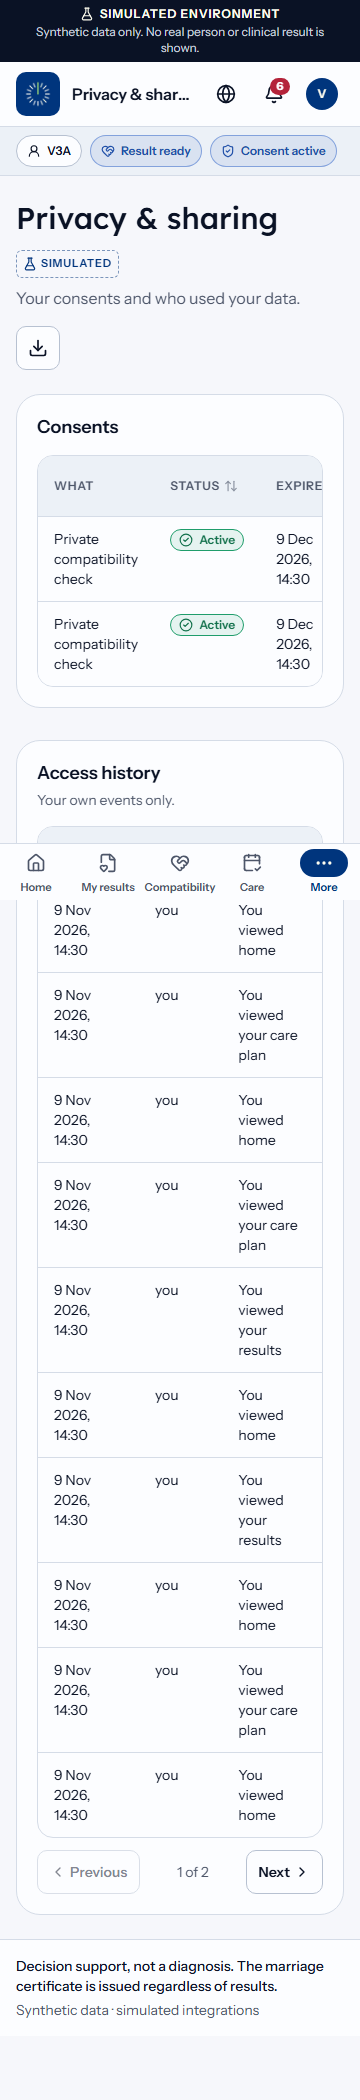 SIMULATED ENVIRONMENT
Synthetic data only. No real person or clinical result is
shown.
Privacy & shar...
6
V
V3A
Result ready
Consent active
Privacy & sharing
SIMULATED
Your consents and who used your data.
Consents
WHAT STATUS EXPIRE
Private Active 9 Dec
compatibility 2026,
check 14:30
Private Active 9 Dec
compatibility 2026,
check 14:30
Access history
Your own events only.
Home My results Compatibility Care More
9 Nov you You
2026, viewed
14:30 home
9 Nov you You
2026, viewed
14:30 your care
plan
9 Nov you You
2026, viewed
14:30 home
9 Nov you You
2026, viewed
14:30 your care
plan
9 Nov you You
2026, viewed
14:30 your
results
9 Nov you You
2026, viewed
14:30 home
9 Nov you You
2026, viewed
14:30 your
results
9 Nov you You
2026, viewed
14:30 home
9 Nov you You
2026, viewed
14:30 your care
plan
9 Nov you You
2026, viewed
14:30 home
Previous 1 of 2 Next
Decision support, not a diagnosis. The marriage
certificate is issued regardless of results.
Synthetic data · simulated integrations